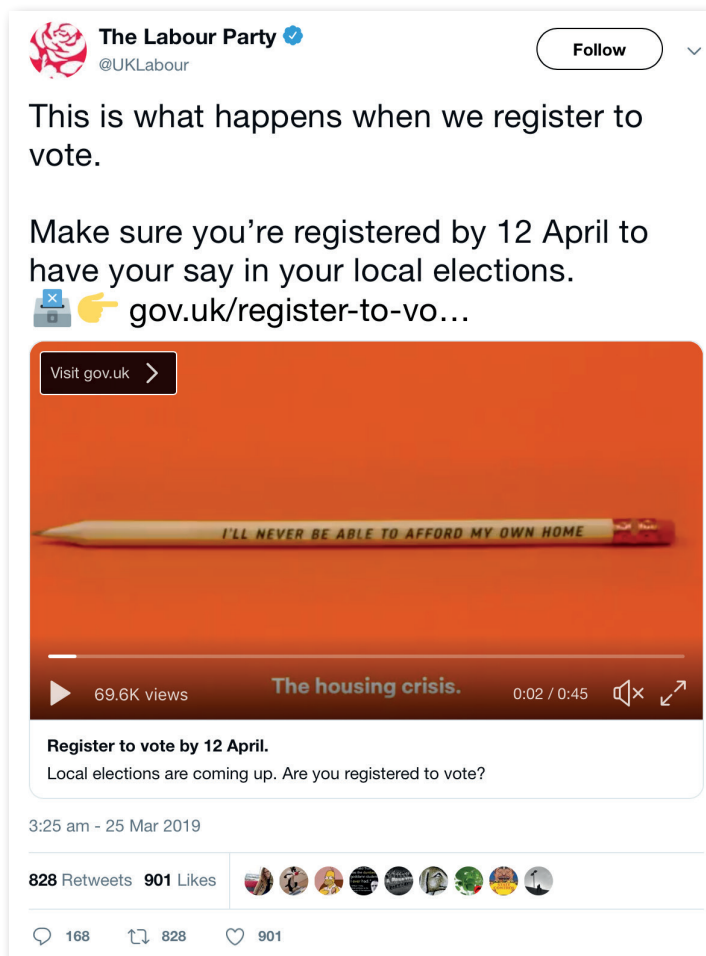 The Labour Party
@UKLabour
Follow
This is what happens when we register to
vote.
Make sure you’re registered by 12 April to
have your say in your local elections.
gov.uk/register-to-vo…
Visit gov.uk
I'LL NEVER BE ABLE TO AFFORD MY OWN HOME
The housing crisis.
69.6K views
0:02 / 0:45
Register to vote by 12 April.
Local elections are coming up. Are you registered to vote?
3:25 am - 25 Mar 2019
828 Retweets 901 Likes
168 828 901